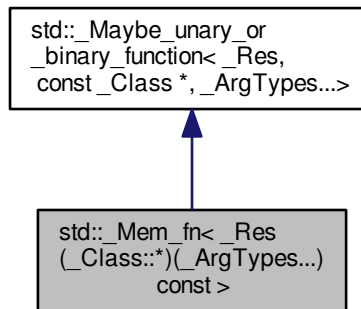 std::_Maybe_unary_or
_binary_function< _Res,
const _Class *, _ArgTypes...>
std::_Mem_fn< _Res
(_Class::*)(_ArgTypes...)
const >